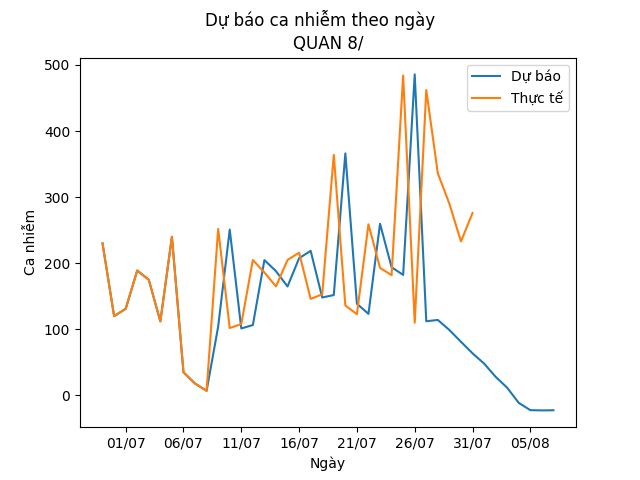 Dự báo ca nhiễm theo ngày
QUAN 8/
Dự báo
Thực tế
Ca nhiễm
500
400
300
200
100
0
01/07 06/07 11/07 16/07 21/07 26/07 31/07 05/08
Ngày